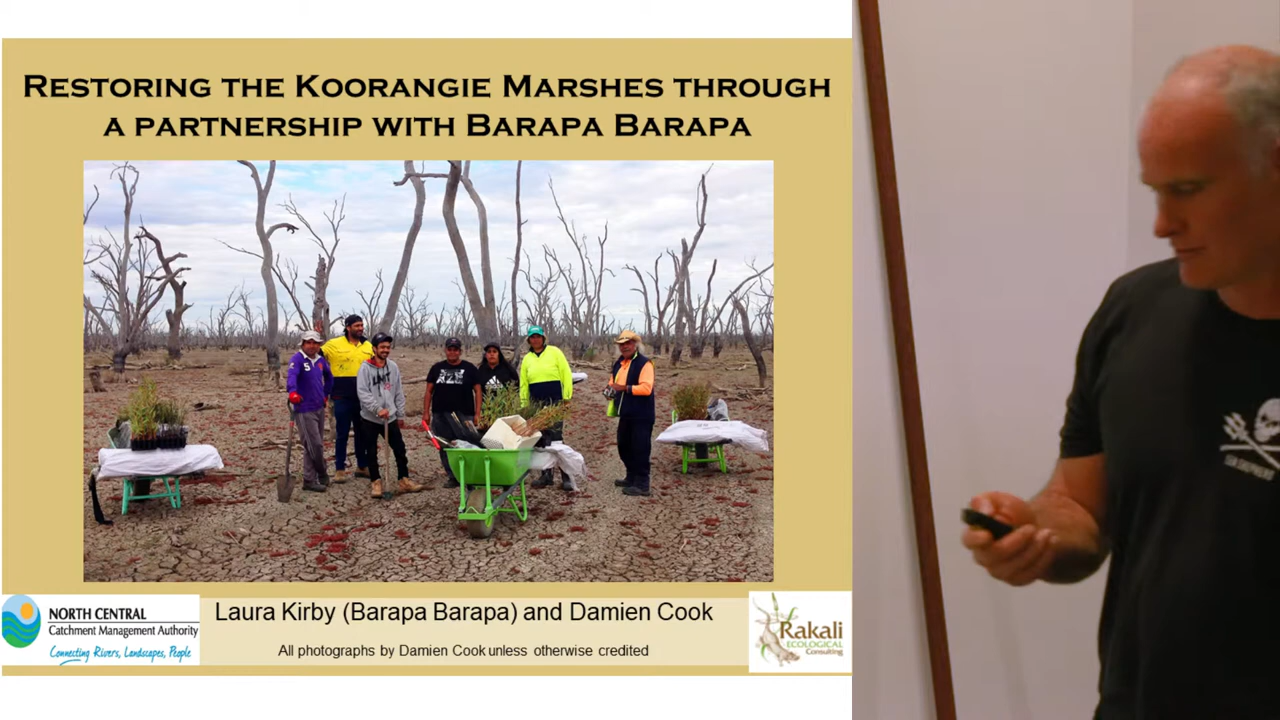 RESTORING THE KOORANGIE MARSHES THROUGH
A PARTNERSHIP WITH BARAPA BARAPA
NORTH CENTRAL
Catchment Management Authority
Connecting Rivers, Landscapes, People
Laura Kirby (Barapa Barapa) and Damien Cook
All photographs by Damien Cook unless otherwise credited
Rakali
ECOLOGICAL
Consulting